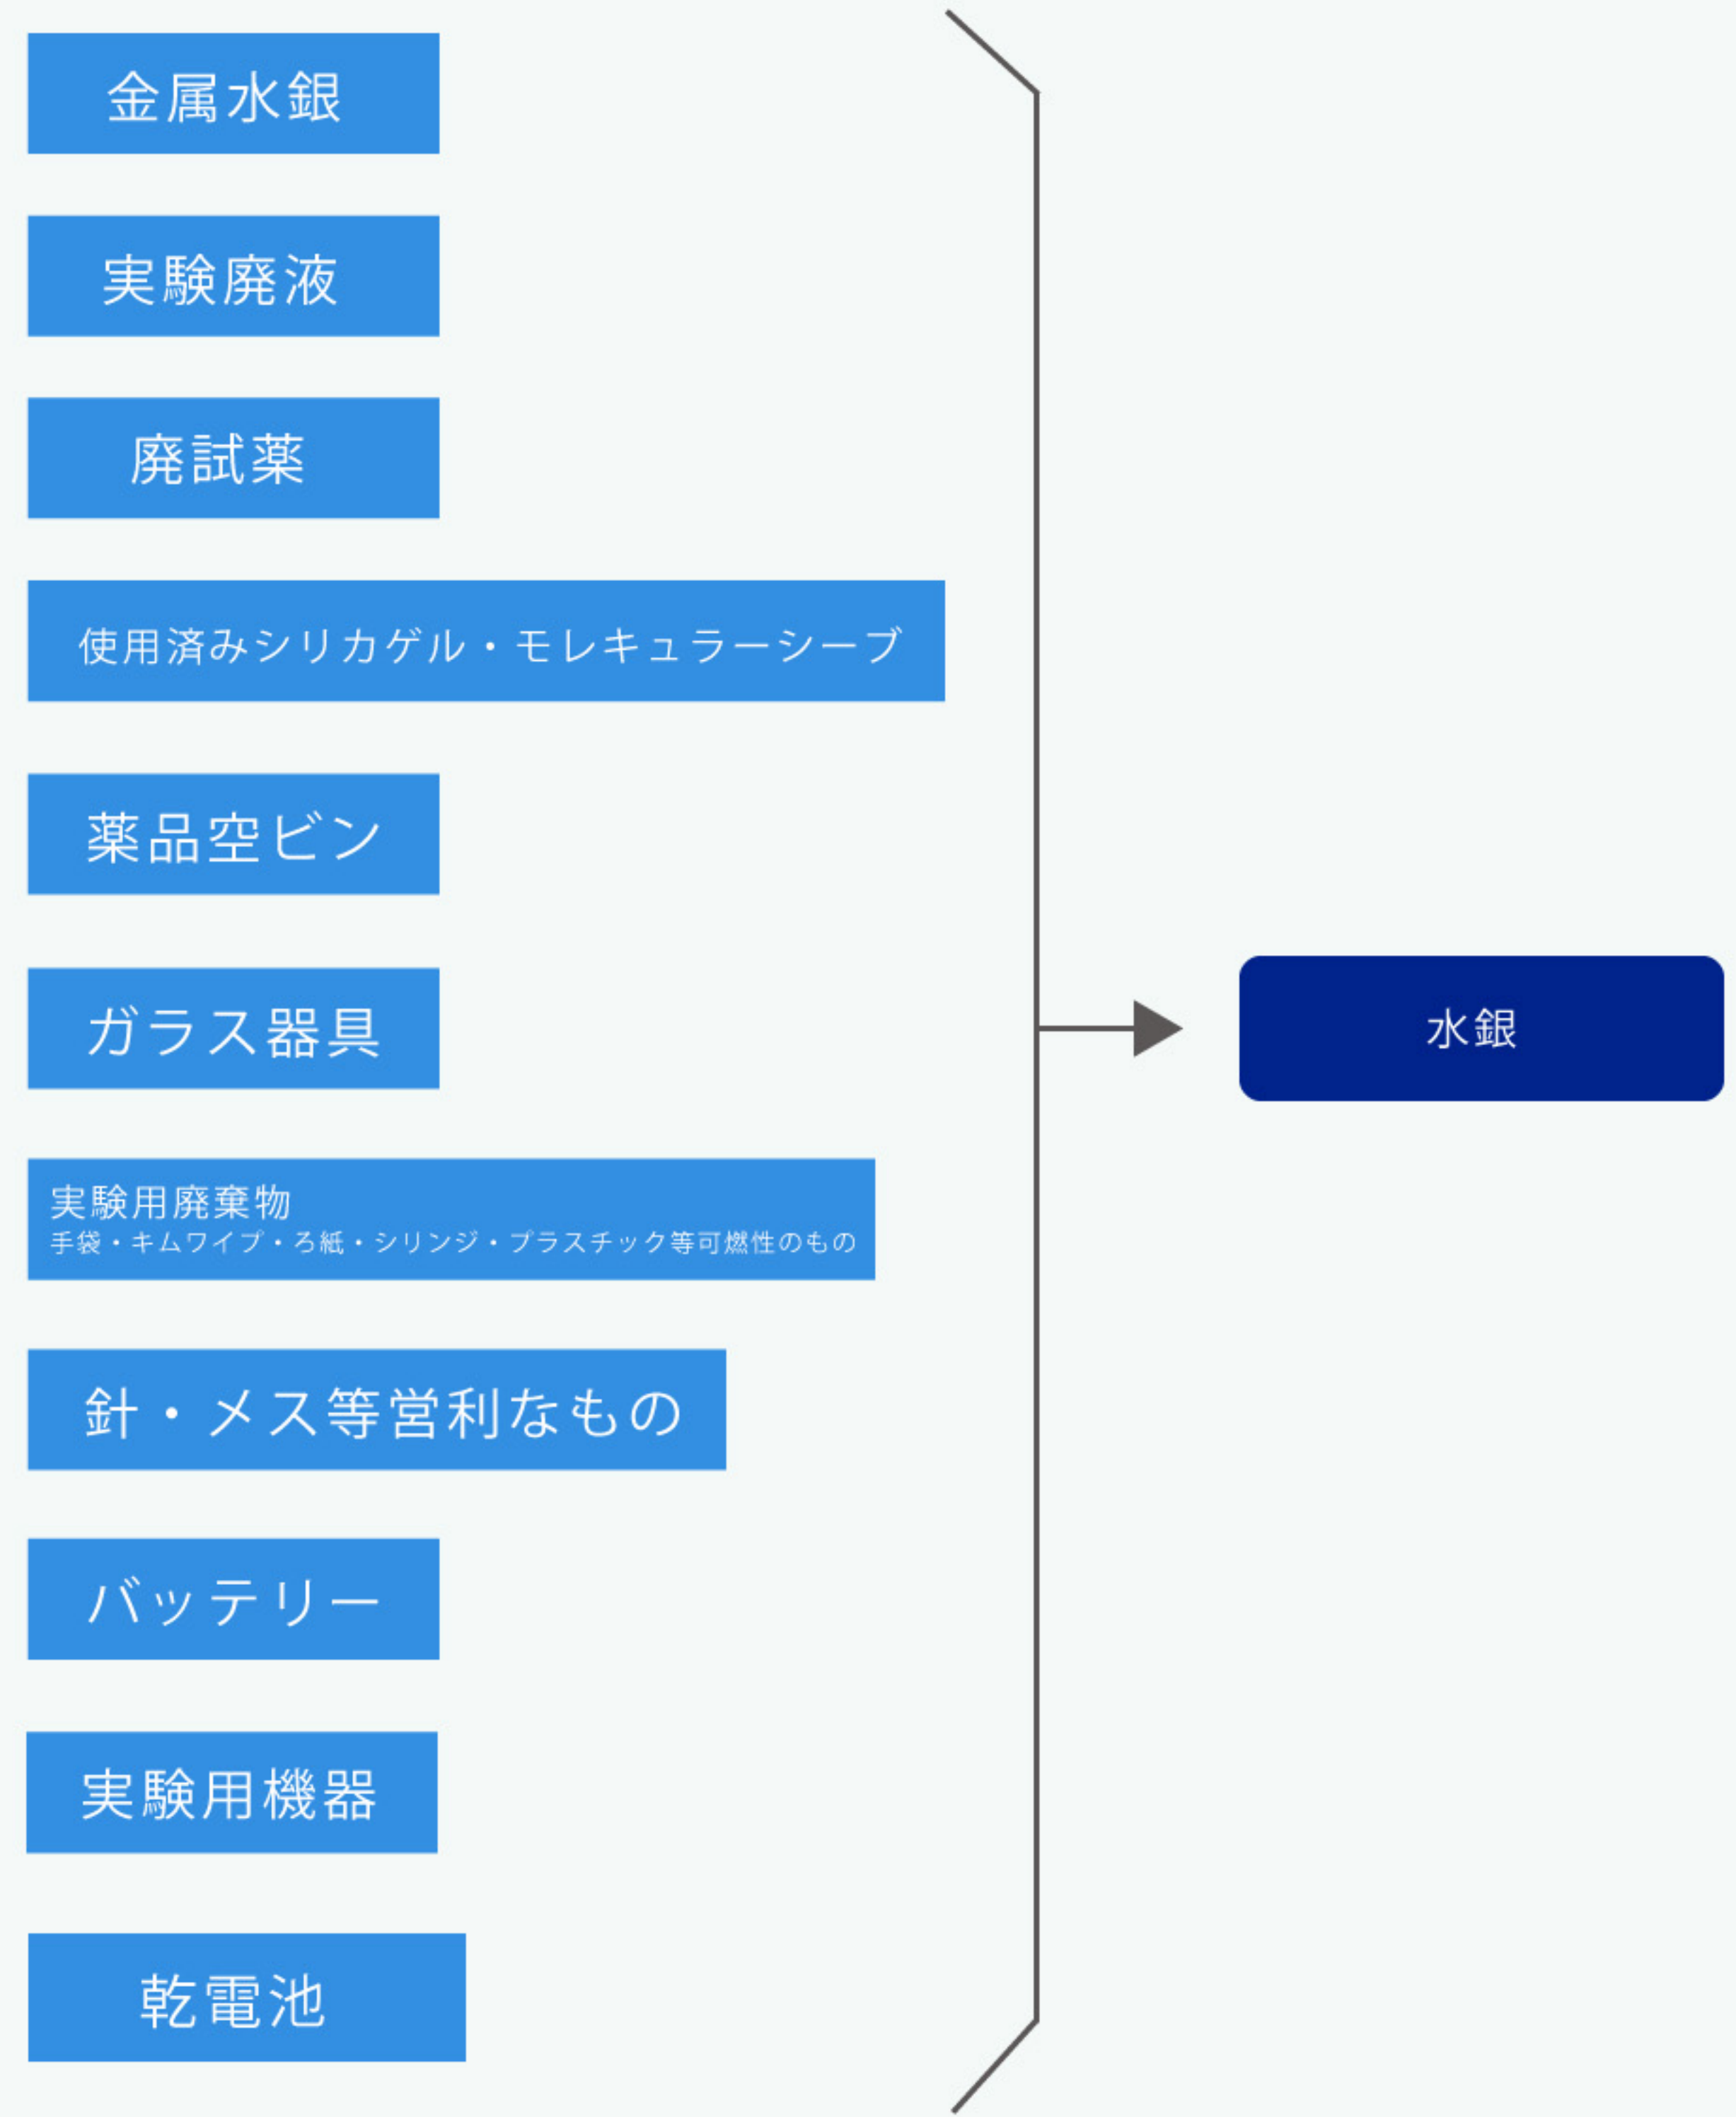 金属水銀
実験廃液
廃試薬
使用済みシリカゲル・モレキュラーシーブ
薬品空ビン
ガラス器具
水銀
実験用廃棄物
手袋・キムワイプ・ろ紙・シリンジ・プラスチック等可燃性のもの
針・メス等営利なもの
バッテリー
実験用機器
乾電池